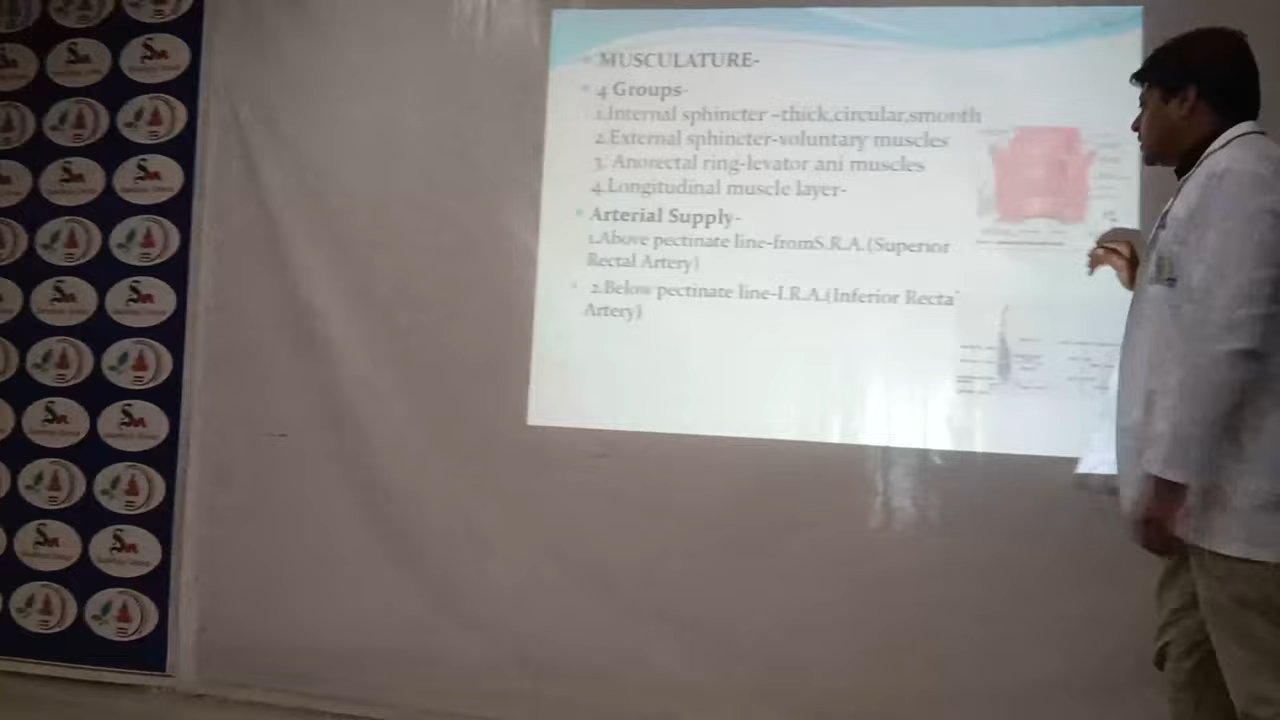 MUSCULATURE-
4 Groups-
1.Internal sphincter –thick,circular,smonth
2.External sphincter-voluntary muscles
3. Anorectal ring-levator ani muscles
4.Longitudinal muscle layer-
Arterial Supply-
1.Above pectinate line-fromS.R.A.(Superior
Rectal Artery)
2.Below pectinate line-I.R.A.(Inferior Recta
Artery)